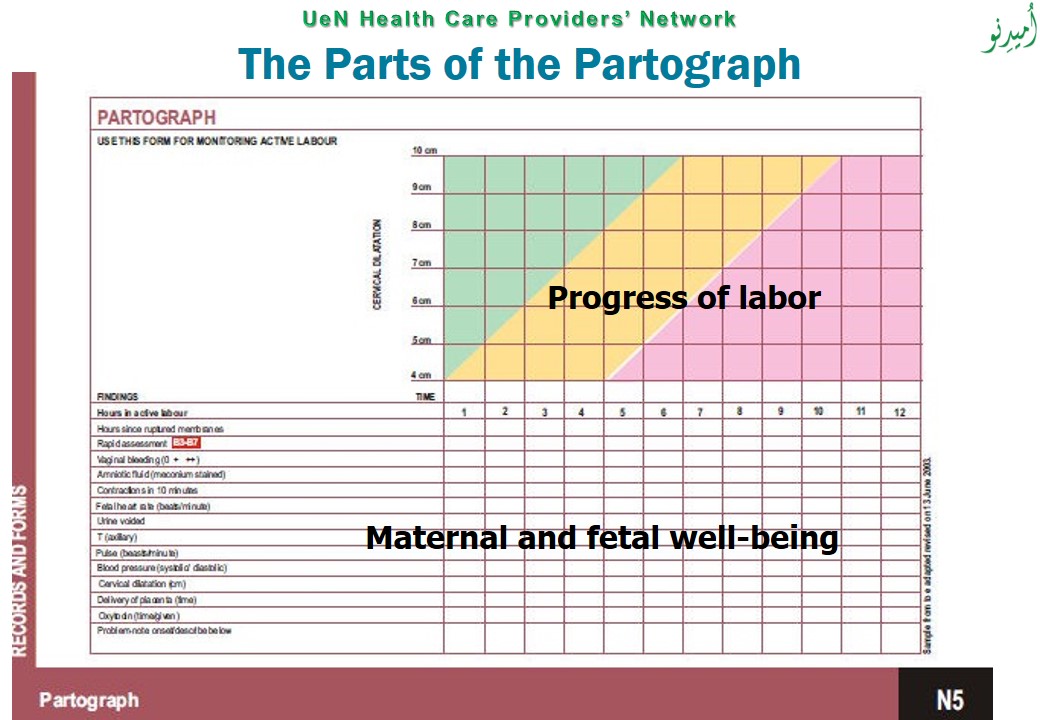 UeN Health Care Providers’ Network
اُمیدِنو
The Parts of the Partograph
PARTOGRAPH
USE THIS FORM FOR MONITORING ACTIVE LABOUR
10 cm
9 cm
8 cm
7 cm
6 cm
5 cm
4 cm
CERVICAL DILATATION
Progress of labor
FINDINGS TIME
Hours in active labour 1 2 3 4 5 6 7 8 9 10 11 12
Hours since ruptured membranes
Rapid assessment B3-B7
Vaginal bleeding (0 + ++)
Amniotic fluid (meconium stained)
Contractions in 10 minutes
Fetal heart rate (beats/minute)
Urine voided
T (axillary)
Pulse (beasts/minute)
Blood pressure (systolic/ diastolic)
Cervical dilatation (cm)
Delivery of placenta (time)
Oxytocin (time/given)
Problem-note onset/describe below
Maternal and fetal well-being
Sample from to be adapted revised on 13 June 2003.
RECORDS AND FORMS
Partograph
N5